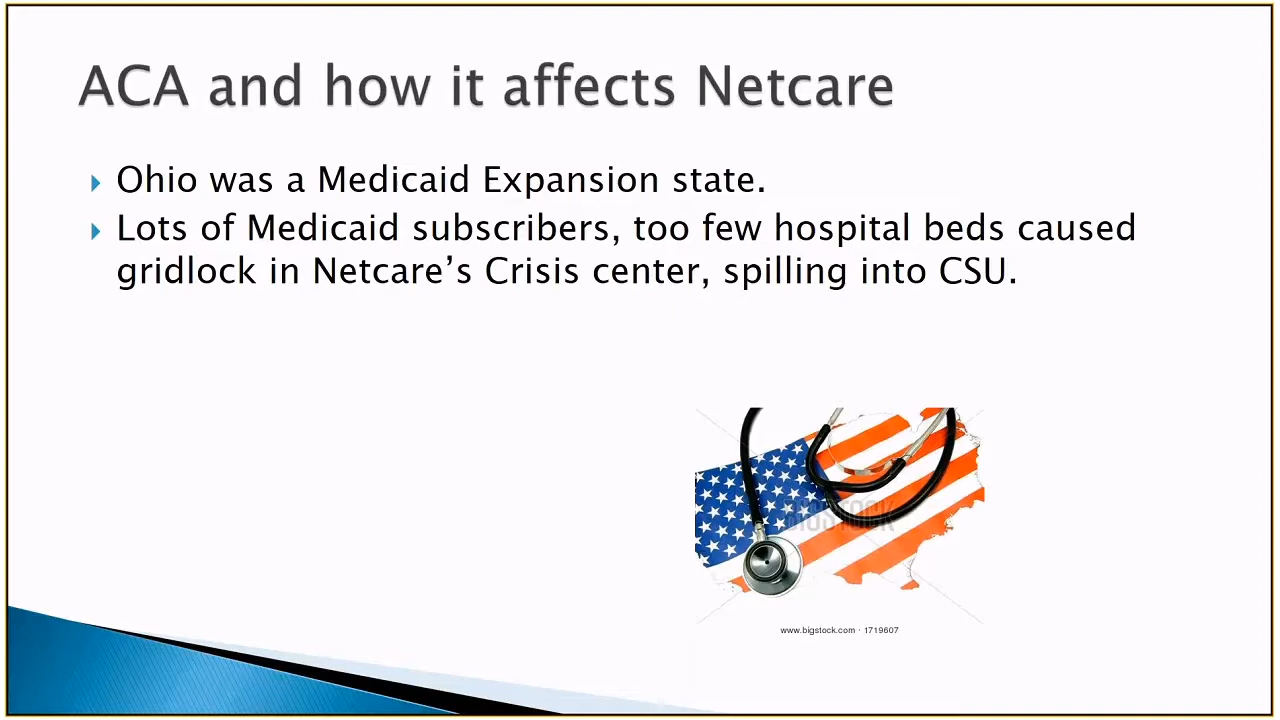 ACA and how it affects Netcare
Ohio was a Medicaid Expansion state.
Lots of Medicaid subscribers, too few hospital beds caused
gridlock in Netcare’s Crisis center, spilling into CSU.
BIGSTOCK
www.bigstock.com · 1719607